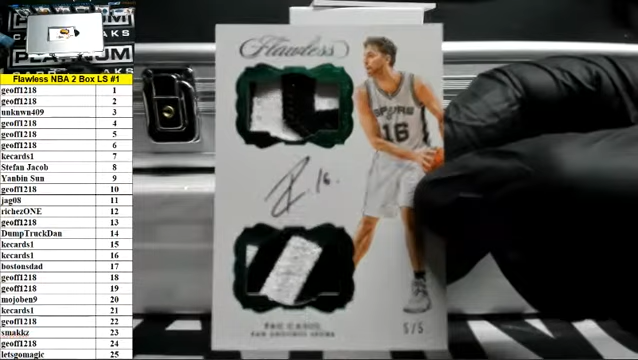 Flawless NBA 2 Box LS #1
geoff1218 1
geoff1218 2
unknwn409 3
geoff1218 4
geoff1218 5
geoff1218 6
kecards1 7
Stefan Jacob 8
Yanbin Sun 9
geoff1218 10
jag08 11
richezONE 12
geoff1218 13
DumpTruckDan 14
kecards1 15
kecards1 16
bostonsdad 17
geoff1218 18
geoff1218 19
mojoben9 20
kecards1 21
geoff1218 22
smakkz 23
geoff1218 24
letsgomagic 25
Flawless
SPURS
16
16.
PAU GASOL
SAN ANTONIO SPURS
5/5